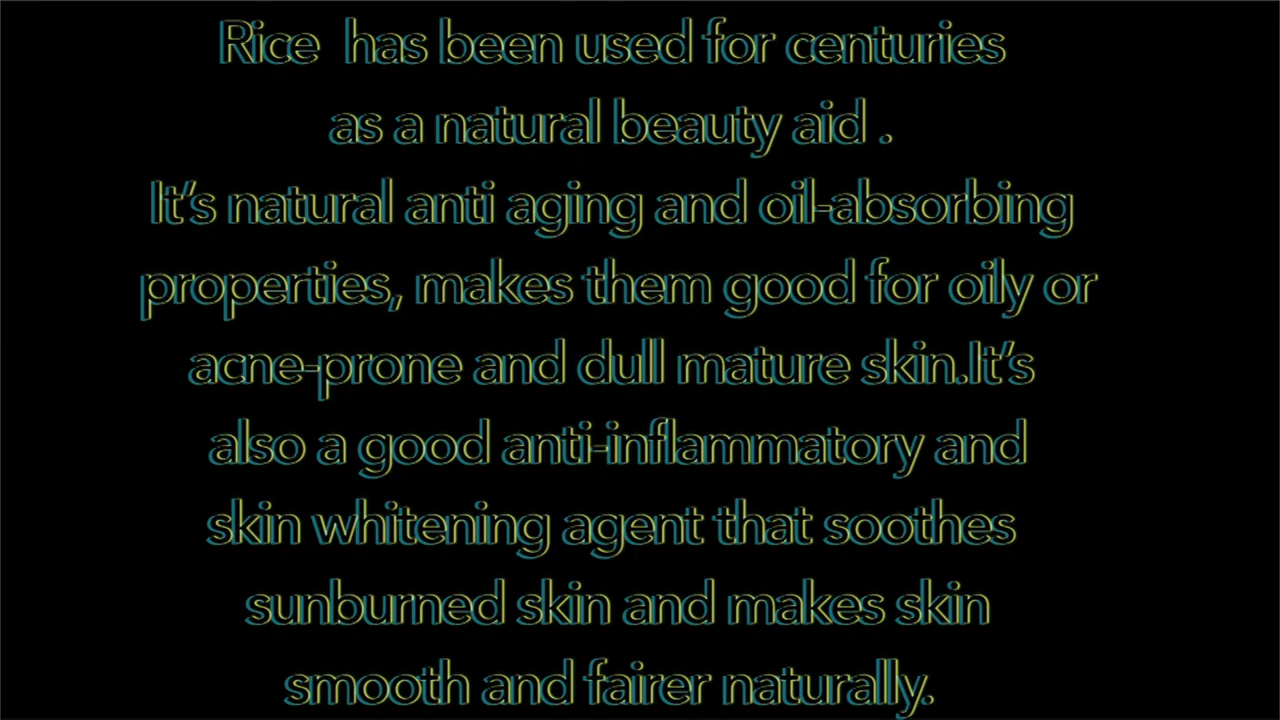 Rice  has been used for centuries
as a natural beauty aid .
It’s natural anti aging and oil-absorbing
properties, makes them good for oily or
acne-prone and dull mature skin.It’s
also a good anti-inflammatory and
skin whitening agent that soothes
sunburned skin and makes skin
smooth and fairer naturally.